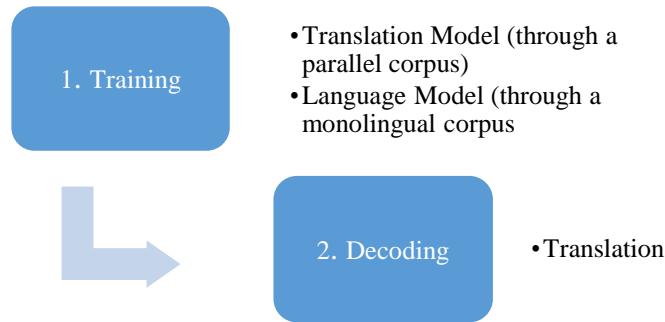 1. Training
•Translation Model (through a
parallel corpus)
•Language Model (through a
monolingual corpus
2. Decoding
•Translation